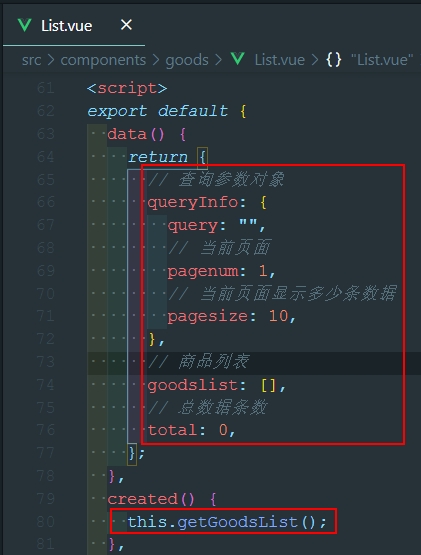 List.vue ×
src > components > goods > List.vue > {} "List.vue"
61 <script>
62 export default {
63 data() {
64 return {
65 // 查询参数对象
66 queryInfo: {
67 query: "",
68 // 当前页面
69 pagenum: 1,
70 // 当前页面显示多少条数据
71 pagesize: 10,
72 },
73 // 商品列表
74 goodslist: [],
75 // 总数据条数
76 total: 0,
77 };
78 },
79 created() {
80 this.getGoodsList();
81 },